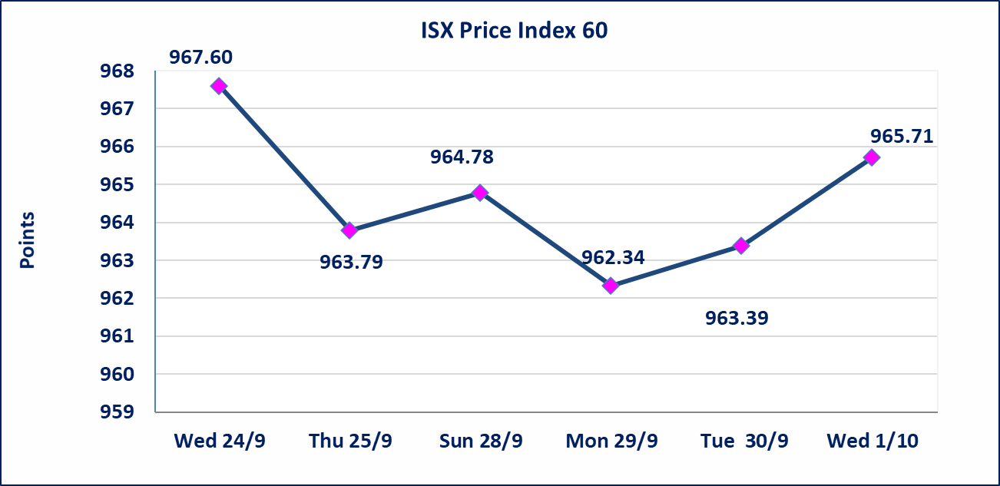 ISX Price Index 60
Points
968
967
966
965
964
963
962
961
960
959
967.60
963.79
964.78
962.34
963.39
965.71
Wed 24/9
Thu 25/9
Sun 28/9
Mon 29/9
Tue  30/9
Wed 1/10